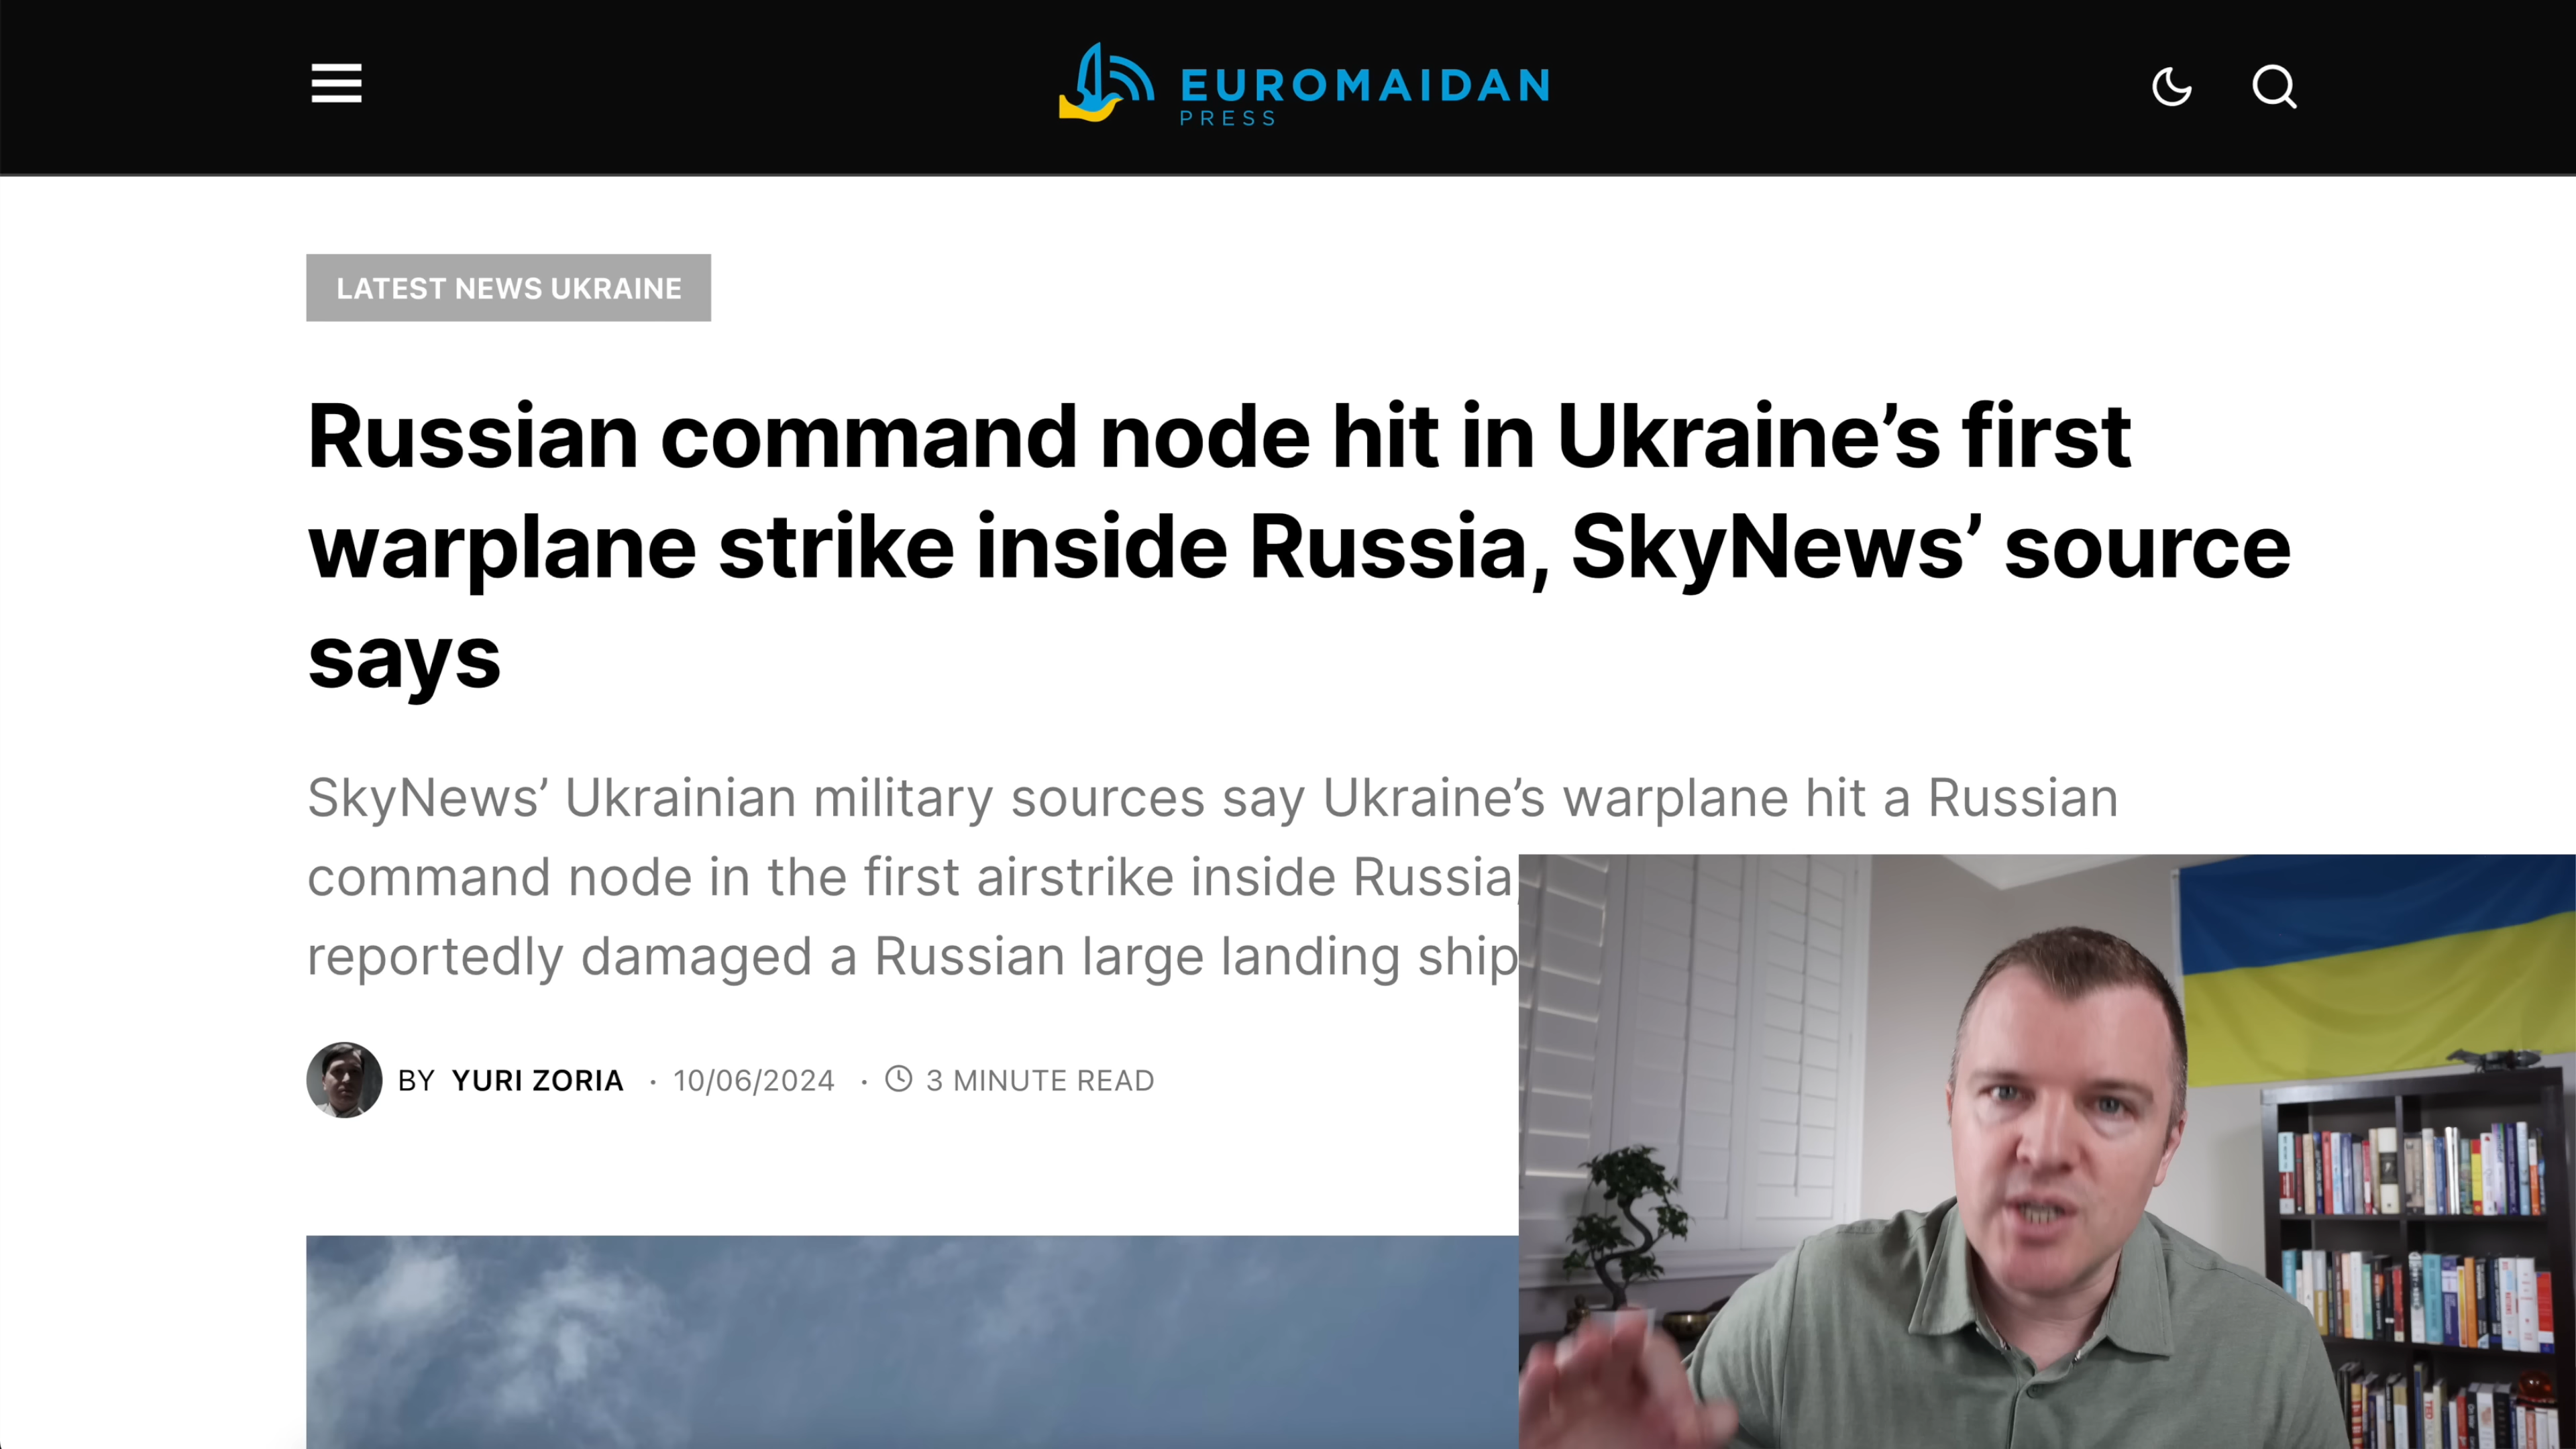 EUROMAIDAN
PRESS
LATEST NEWS UKRAINE
Russian command node hit in Ukraine’s first
warplane strike inside Russia, SkyNews’ source
says
SkyNews’ Ukrainian military sources say Ukraine’s warplane hit a Russian
command node in the first airstrike inside Russia,
reportedly damaged a Russian large landing ship
BY YURI ZORIA · 10/06/2024 · 3 MINUTE READ